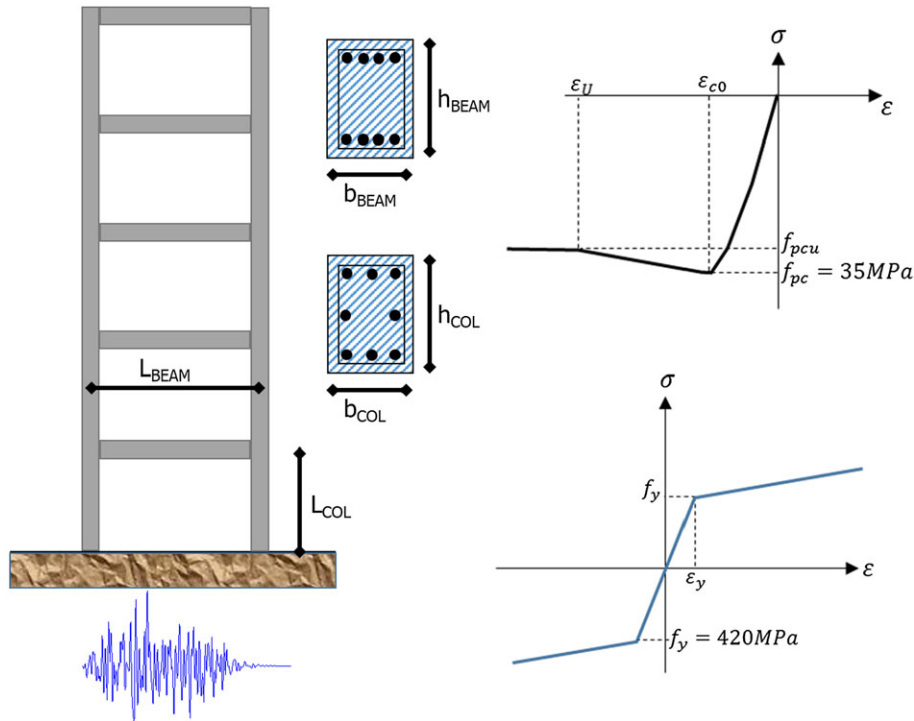 L_BEAM
L_COL
h_BEAM
b_BEAM
h_COL
b_COL
σ
ε_U
ε_c0
ε
f_pcu
f_pc = 35MPa
σ
f_y
ε_y
ε
f_y = 420MPa